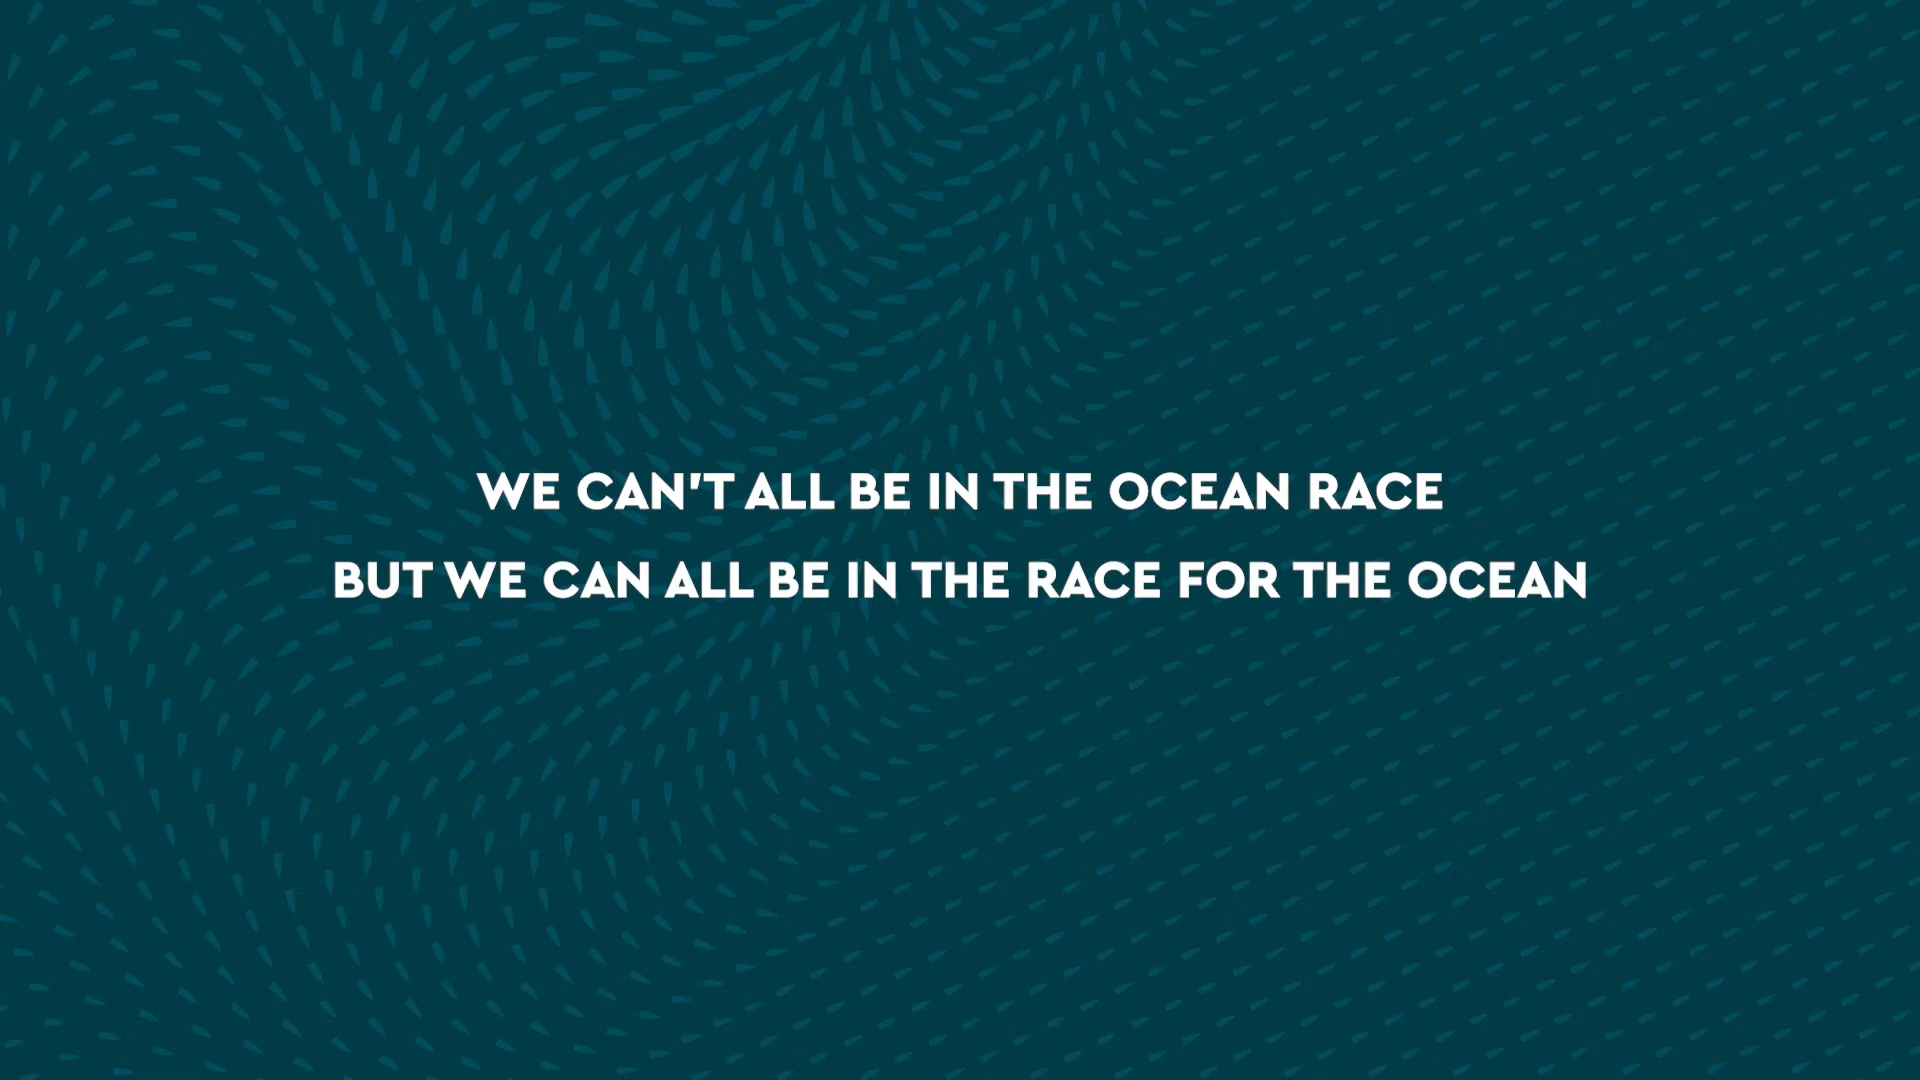 WE CAN'T ALL BE IN THE OCEAN RACE
BUT WE CAN ALL BE IN THE RACE FOR THE OCEAN